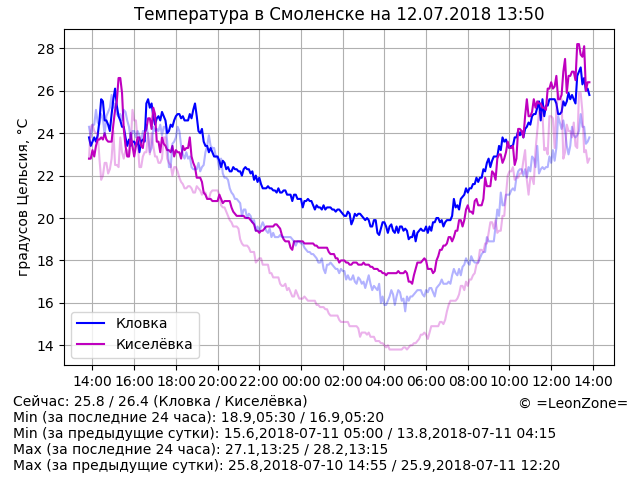 Температура в Смоленске на 12.07.2018 13:50
градусов Цельсия, °C
28
26
24
22
20
18
16
14
Кловка
Киселёвка
14:00 16:00 18:00 20:00 22:00 00:00 02:00 04:00 06:00 08:00 10:00 12:00 14:00
Сейчас: 25.8 / 26.4 (Кловка / Киселёвка)
© =LeonZone=
Min (за последние 24 часа): 18.9,05:30 / 16.9,05:20
Min (за предыдущие сутки): 15.6,2018-07-11 05:00 / 13.8,2018-07-11 04:15
Max (за последние 24 часа): 27.1,13:25 / 28.2,13:15
Max (за предыдущие сутки): 25.8,2018-07-10 14:55 / 25.9,2018-07-11 12:20